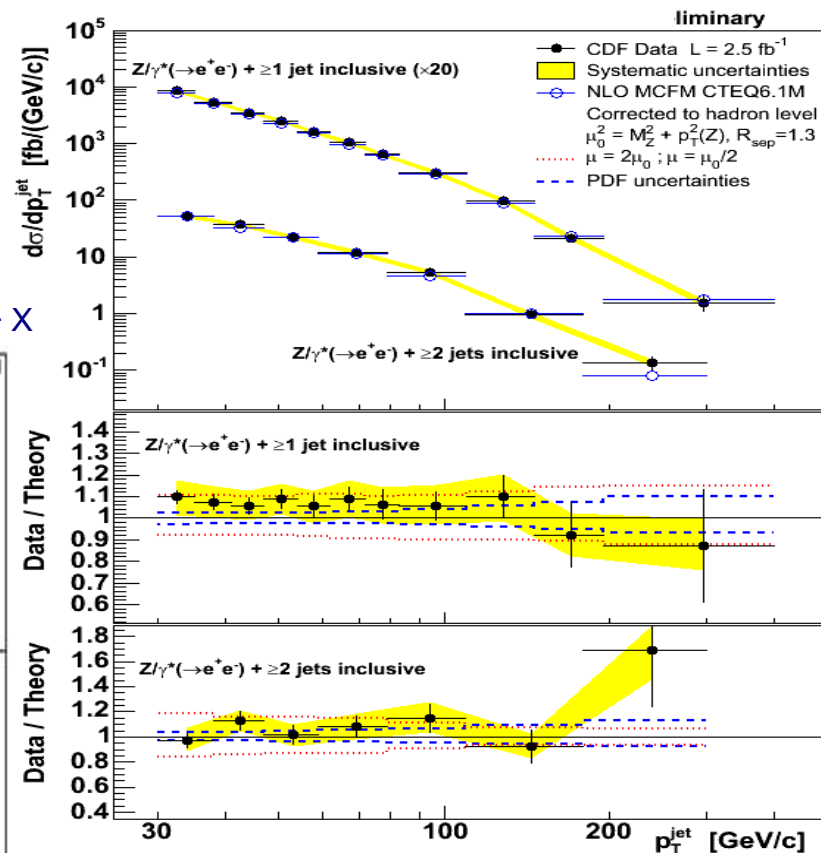 liminary
CDF Data L = 2.5 fb⁻¹
Systematic uncertainties
NLO MCFM CTEQ6.1M
Corrected to hadron level
μ₀² = M_Z² + p_T²(Z), R_sep=1.3
μ = 2μ₀ ; μ = μ₀/2
PDF uncertainties
Z/γ*(→e⁺e⁻) + ≥1 jet inclusive (×20)
Z/γ*(→e⁺e⁻) + ≥2 jets inclusive
dσ/dp_T^jet [fb/(GeV/c)]
10⁵
10⁴
10³
10²
10
1
10⁻¹
X
Z/γ*(→e⁺e⁻) + ≥1 jet inclusive
Data / Theory
1.4
1.3
1.2
1.1
1
0.9
0.8
0.7
0.6
Z/γ*(→e⁺e⁻) + ≥2 jets inclusive
Data / Theory
1.8
1.6
1.4
1.2
1
0.8
0.6
0.4
30 100 200
p_T^jet [GeV/c]